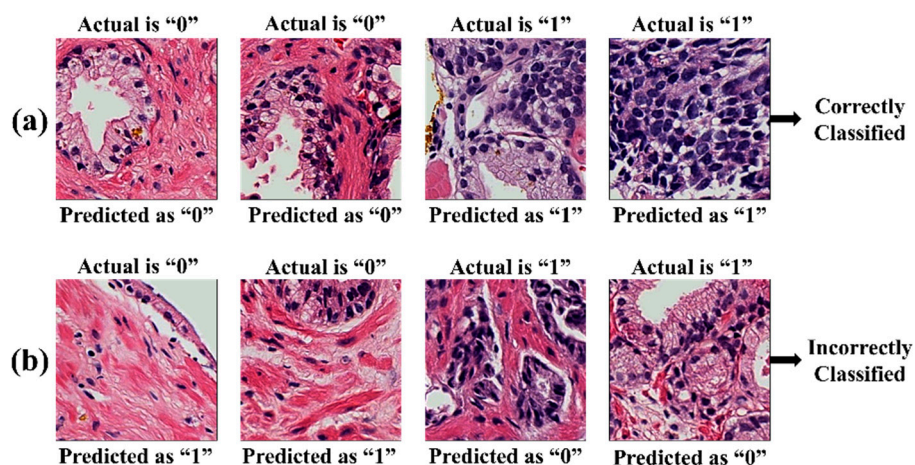 Actual is “0” Actual is “0” Actual is “1” Actual is “1”
(a)
Correctly
Classified
Predicted as “0” Predicted as “0” Predicted as “1” Predicted as “1”
Actual is “0” Actual is “0” Actual is “1” Actual is “1”
(b)
Incorrectly
Classified
Predicted as “1” Predicted as “1” Predicted as “0” Predicted as “0”